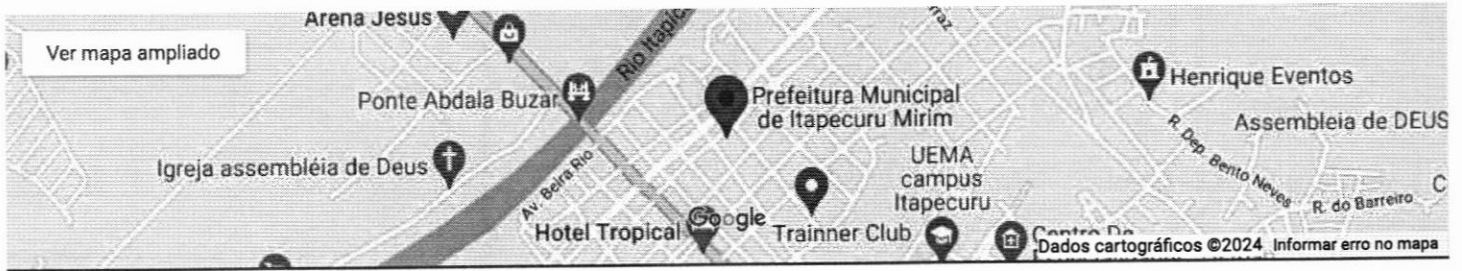 Arena Jesus
Ver mapa ampliado
Rio Itapic
Ponte Abdala Buzar
Prefeitura Municipal
de Itapecuru Mirim
Henrique Eventos
Assembleia de DEUS
Igreja assembléia de Deus
R. Dep. Bento Neves
R. do Barreiro
C
UEMA
campus
Itapecuru
Av. Beira Rio
Hotel Tropical
Google
Trainner Club
Centro De
Dados cartográficos ©2024
Informar erro no mapa